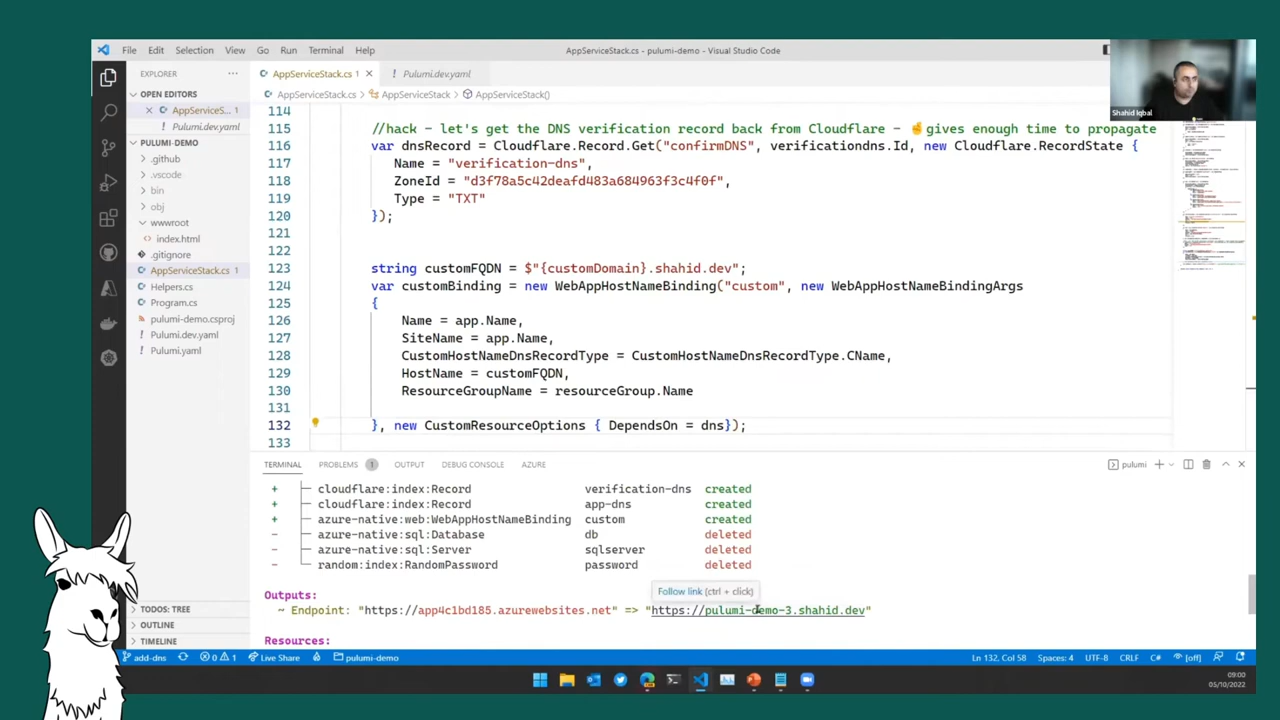 File Edit Selection View Go Run Terminal Help
AppServiceStack.cs - pulumi-demo - Visual Studio Code
Shahid Iqbal
EXPLORER
OPEN EDITORS
AppServiceS... 1
Pulumi.dev.yaml
PULUMI-DEMO
.github
.vscode
bin
obj
wwwroot
index.html
.gitignore
AppServiceStack.cs 1
Helpers.cs
Program.cs
pulumi-demo.csproj
Pulumi.dev.yaml
Pulumi.yaml
TODOS: TREE
OUTLINE
TIMELINE
AppServiceStack.cs 1
Pulumi.dev.yaml
AppServiceStack.cs > AppServiceStack > AppServiceStack()
114
115 //hack - let's get the DNS verification record back from Cloudflare - gives enough time to propagate
116 var dnsRecord = Cloudflare.Record.Get("confirmDNS", verificationdns.Id, new Cloudflare.RecordState {
117 Name = "verification-dns",
118
119 Type = "TXT"
120 });
121
122
123 string customFQDN = $"{customDomain}.shahid.dev";
124 var customBinding = new WebAppHostNameBinding("custom", new WebAppHostNameBindingArgs
125 {
126 Name = app.Name,
127 SiteName = app.Name,
128 CustomHostNameDnsRecordType = CustomHostNameDnsRecordType.CName,
129 HostName = customFQDN,
130 ResourceGroupName = resourceGroup.Name
131
132 }, new CustomResourceOptions { DependsOn = dns});
133
TERMINAL PROBLEMS 1 OUTPUT DEBUG CONSOLE AZURE
pulumi
+ cloudflare:index:Record verification-dns created
+ cloudflare:index:Record app-dns created
+ azure-native:web:WebAppHostNameBinding custom created
- azure-native:sql:Database db deleted
- azure-native:sql:Server sqlserver deleted
- random:index:RandomPassword password deleted
Follow link (ctrl + click)
Outputs:
~ Endpoint: "https://app4c1bd185.azurewebsites.net" => "https://pulumi-demo-3.shahid.dev"
Resources:
add-dns 0 1 Live Share pulumi-demo
Ln 132, Col 58 Spaces: 4 UTF-8 CRLF C# [off]
09:00
05/10/2022